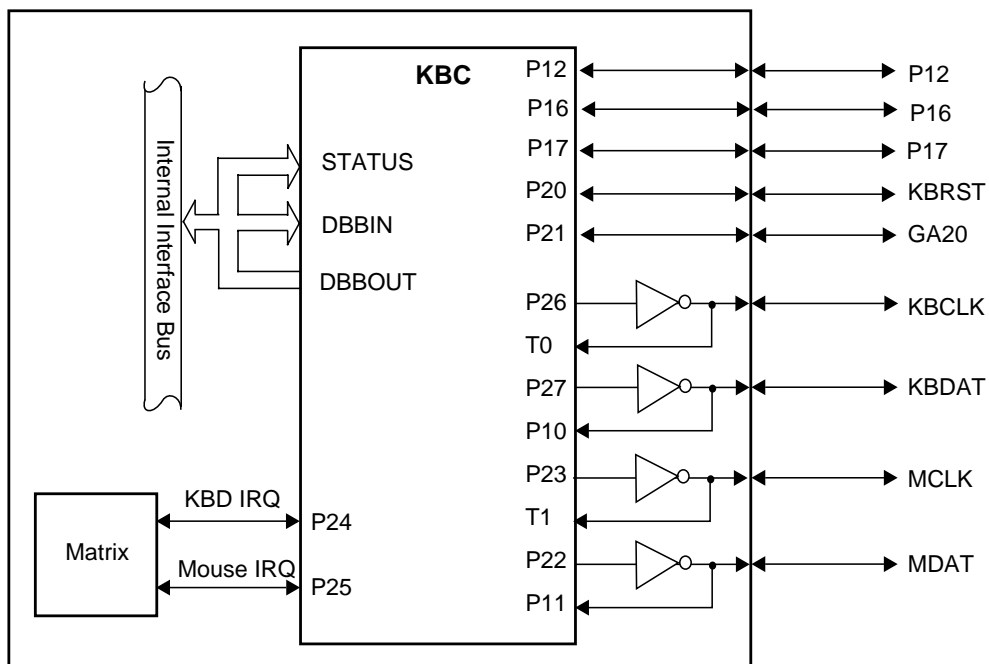 KBC
P12
P12
P16
P16
P17
P17
STATUS
P20
KBRST
DBBIN
P21
GA20
DBBOUT
Internal Interface Bus
P26
KBCLK
T0
P27
KBDAT
P10
P23
MCLK
T1
KBD IRQ
P24
Matrix
P22
MDAT
Mouse IRQ
P25
P11